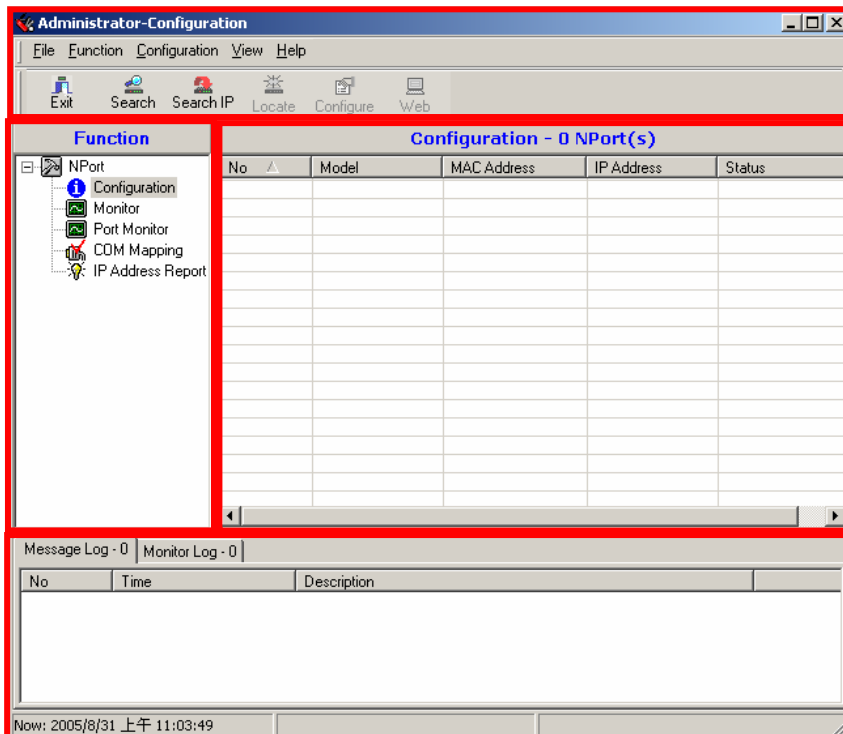 Administrator-Configuration
File Function Configuration View Help
Exit Search Search IP Locate Configure Web
Function
Configuration - 0 NPort(s)
NPort
Configuration
Monitor
Port Monitor
COM Mapping
IP Address Report
No Model MAC Address IP Address Status
Message Log - 0 Monitor Log - 0
No Time Description
Now: 2005/8/31 上午 11:03:49